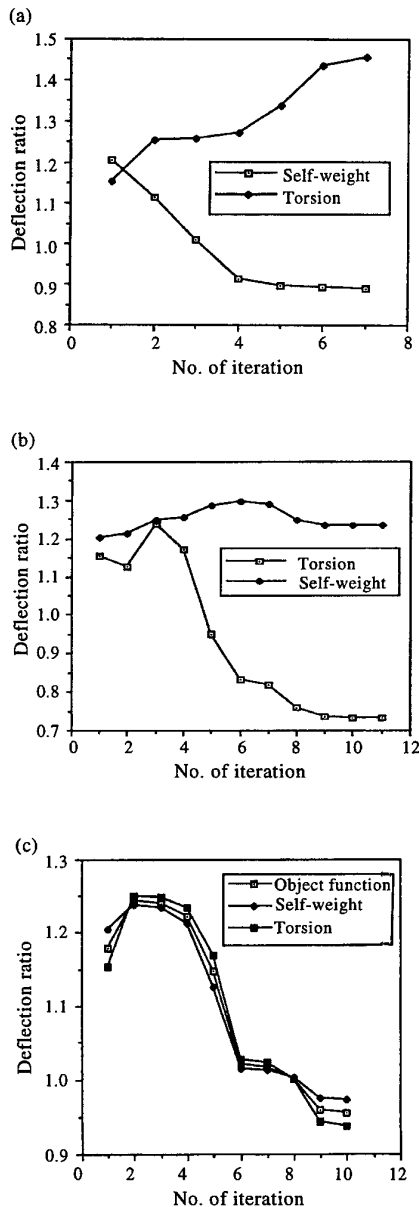 (a)
1.5
1.4
1.3
1.2
1.1
1.0
0.9
0.8
Deflection ratio
Self-weight
Torsion
0 2 4 6 8
No. of iteration
(b)
1.4
1.3
1.2
1.1
1.0
0.9
0.8
0.7
Deflection ratio
Torsion
Self-weight
0 2 4 6 8 10 12
No. of iteration
(c)
1.3
1.2
1.1
1.0
0.9
Deflection ratio
Object function
Self-weight
Torsion
0 2 4 6 8 10 12
No. of iteration